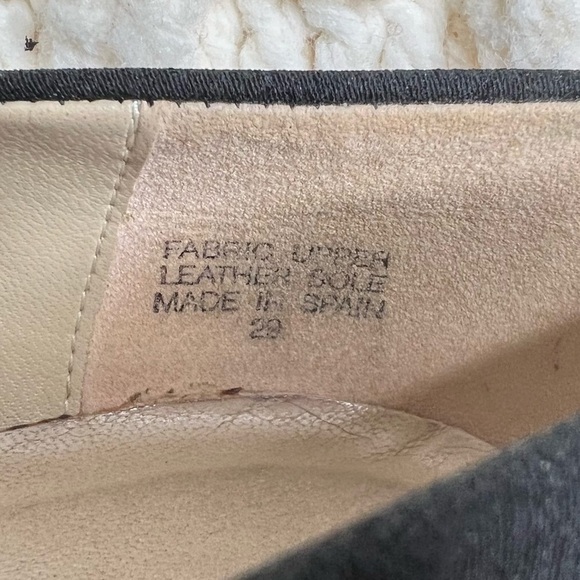 FABRIC UPPER
LEATHER SOLE
MADE IN SPAIN
29